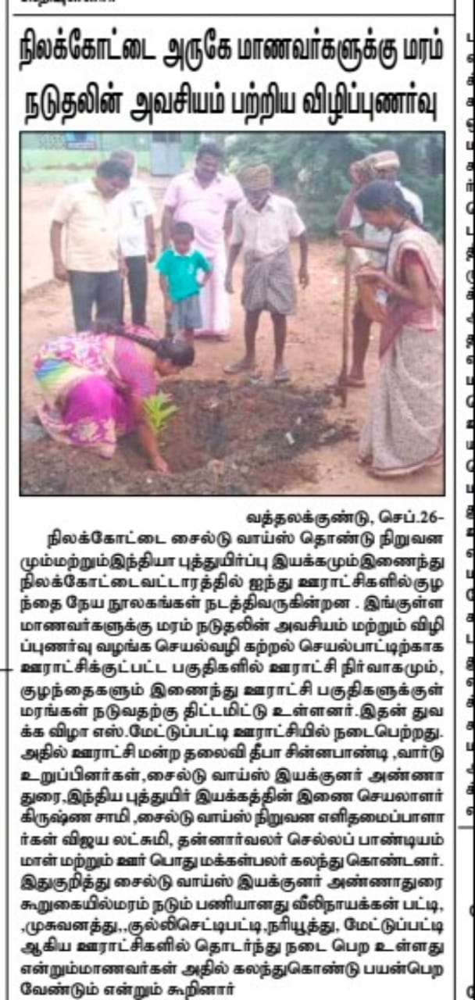 நிலக்கோட்டை அருகே மாணவர்களுக்கு மரம்
நடுதலின் அவசியம் பற்றிய விழிப்புணர்வு
வத்தலக்குண்டு, செப்.26-
நிலக்கோட்டை சைல்டு வாய்ஸ் தொண்டு நிறுவன
மும்மற்றும்இந்தியா புத்துயிர்ப்பு இயக்கமும்இணைந்து
நிலக்கோட்டைவட்டாரத்தில் ஐந்து ஊராட்சிகளில்குழ
ந்தை நேய நூலகங்கள் நடத்திவருகின்றன . இங்குள்ள
மாணவர்களுக்கு மரம் நடுதலின் அவசியம் மற்றும் விழி
ப்புணர்வு வழங்க செயல்வழி கற்றல் செயல்பாட்டிற்காக
ஊராட்சிக்குட்பட்ட பகுதிகளில் ஊராட்சி நிர்வாகமும்,
குழந்தைகளும் இணைந்து ஊராட்சி பகுதிகளுக்குள்
மரங்கள் நடுவதற்கு திட்டமிட்டு உள்ளனர்.இதன் துவ
க்க விழா எஸ்.மேட்டுப்பட்டி ஊராட்சியில் நடைபெற்றது.
அதில் ஊராட்சி மன்ற தலைவி தீபா சின்னபாண்டி ,வார்டு
உறுப்பினர்கள்,சைல்டு வாய்ஸ் இயக்குனர் அண்ணா
துரை,இந்திய புத்துயிர் இயக்கத்தின் இணை செயலாளர்
கிருஷ்ண சாமி ,சைல்டு வாய்ஸ் நிறுவன எளிதமைப்பாளா
ர்கள் விஜய லட்சுமி, தன்னார்வலர் செல்லப் பாண்டியம்
மாள் மற்றும் ஊர் பொது மக்கள்பலர் கலந்து கொண்டனர்.
இதுகுறித்து சைல்டு வாய்ஸ் இயக்குனர் அண்ணாதுரை
கூறுகையில்மரம் நடும் பணியானது வீலிநாயக்கன் பட்டி,
,முசுவனத்து,,குல்லிசெட்டிபட்டி,நரியூத்து, மேட்டுப்பட்டி
ஆகிய ஊராட்சிகளில் தொடர்ந்து நடை பெற உள்ளது
என்றும்மாணவர்கள் அதில் கலந்துகொண்டு பயன்பெற
வேண்டும் என்றும் கூறினார்